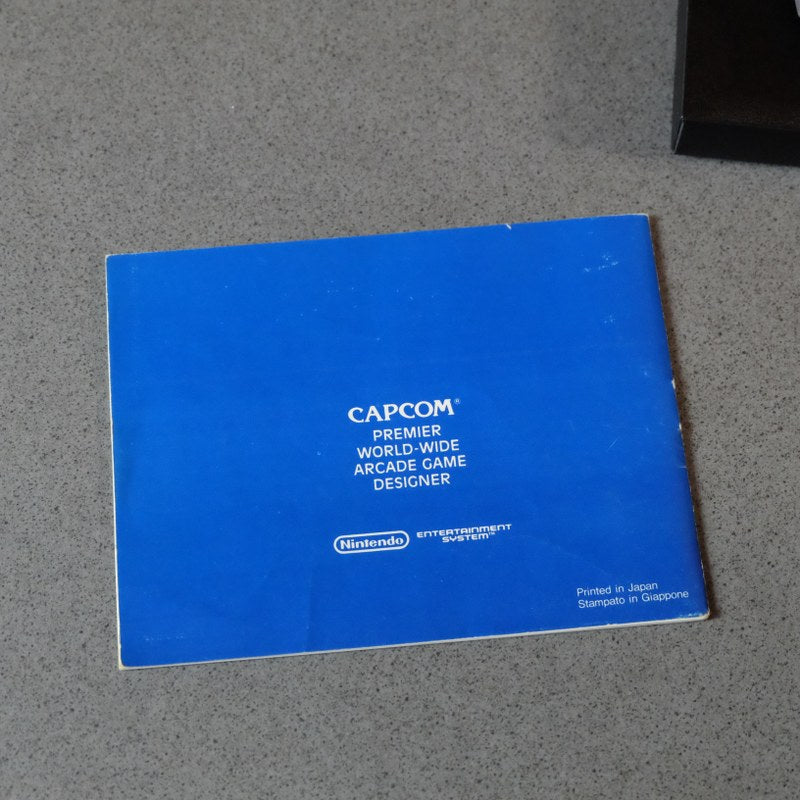 CAPCOM®
PREMIER
WORLD-WIDE
ARCADE GAME
DESIGNER
Nintendo ENTERTAINMENT
SYSTEM™
Printed in Japan
Stampato in Giappone